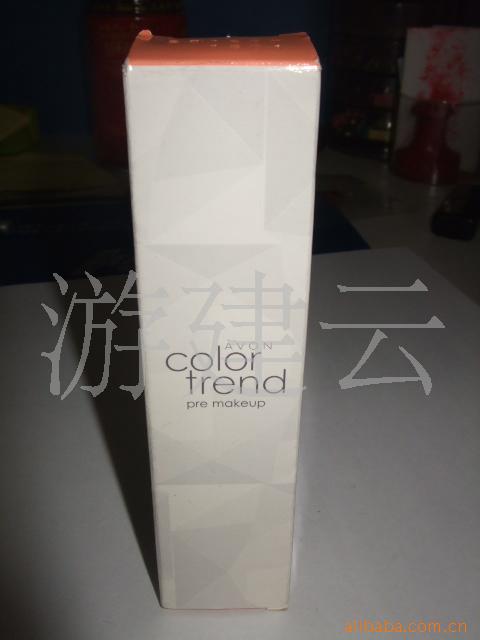 游建云
AVON
color
trend
pre makeup
alibaba.com.cn